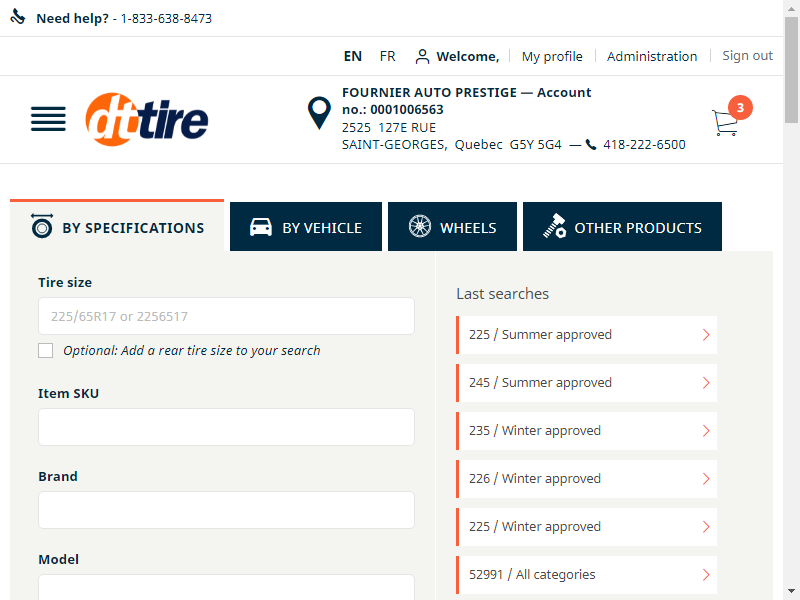 Need help? - 1-833-638-8473
EN FR Welcome, My profile Administration Sign out
dttire
FOURNIER AUTO PRESTIGE — Account
no.: 0001006563
2525 127E RUE
SAINT-GEORGES, Quebec G5Y 5G4 — 418-222-6500
3
BY SPECIFICATIONS
BY VEHICLE
WHEELS
OTHER PRODUCTS
Tire size
225/65R17 or 2256517
Optional: Add a rear tire size to your search
Item SKU
Brand
Model
Last searches
225 / Summer approved
245 / Summer approved
235 / Winter approved
226 / Winter approved
225 / Winter approved
52991 / All categories